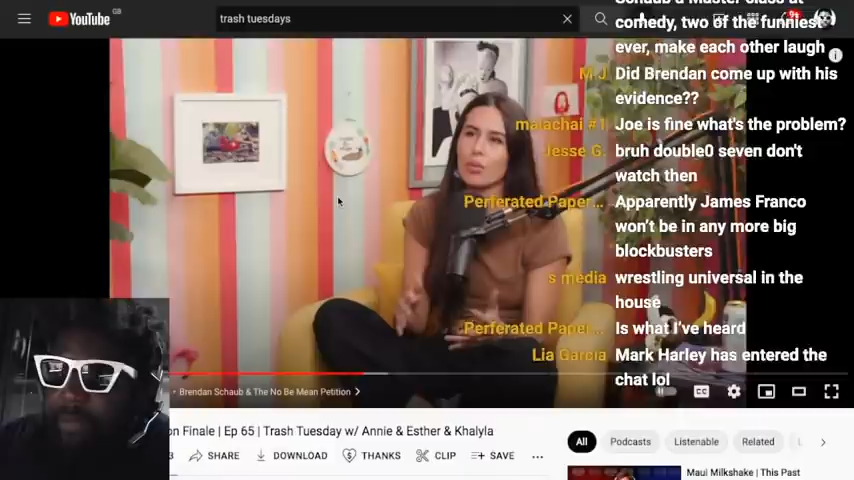 YouTube GB
trash tuesdays
9+
Schaub a Master class at
comedy, two of the funniest
ever, make each other laugh
M J Did Brendan come up with his
evidence??
malachai #1 Joe is fine what's the problem?
Jesse G. bruh double0 seven don't
watch then
Perferated Paper... Apparently James Franco
won't be in any more big
blockbusters
s media wrestling universal in the
house
Perferated Paper... Is what I've heard
Lia Garcia Mark Harley has entered the
chat lol
• Brendan Schaub & The No Be Mean Petition
CC
on Finale | Ep 65 | Trash Tuesday w/ Annie & Esther & Khalyla
3 SHARE DOWNLOAD THANKS CLIP SAVE ...
All Podcasts Listenable Related
Maui Milkshake | This Past